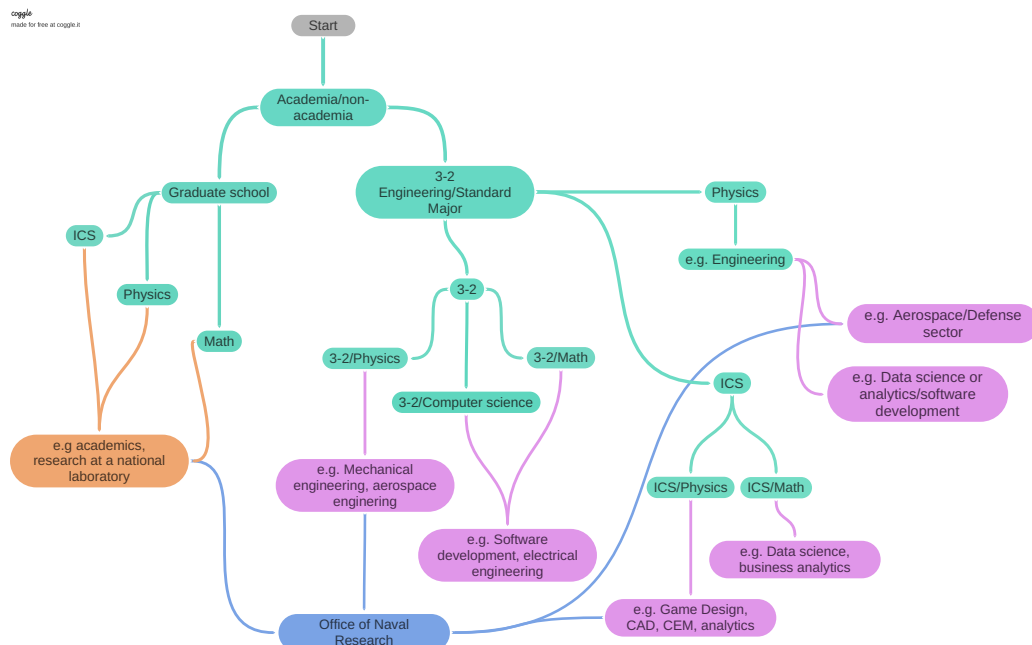 coggle
made for free at coggle.it
Start
Academia/non-
academia
Graduate school
3-2
Engineering/Standard
Major
Physics
ICS
e.g. Engineering
Physics
3-2
e.g. Aerospace/Defense
sector
Math
3-2/Physics
3-2/Math
3-2/Computer science
ICS
e.g. Data science or
analytics/software
development
e.g academics,
research at a national
laboratory
e.g. Mechanical
engineering, aerospace
enginering
ICS/Physics
ICS/Math
e.g. Software
development, electrical
engineering
e.g. Data science,
business analytics
e.g. Game Design,
CAD, CEM, analytics
Office of Naval
Research